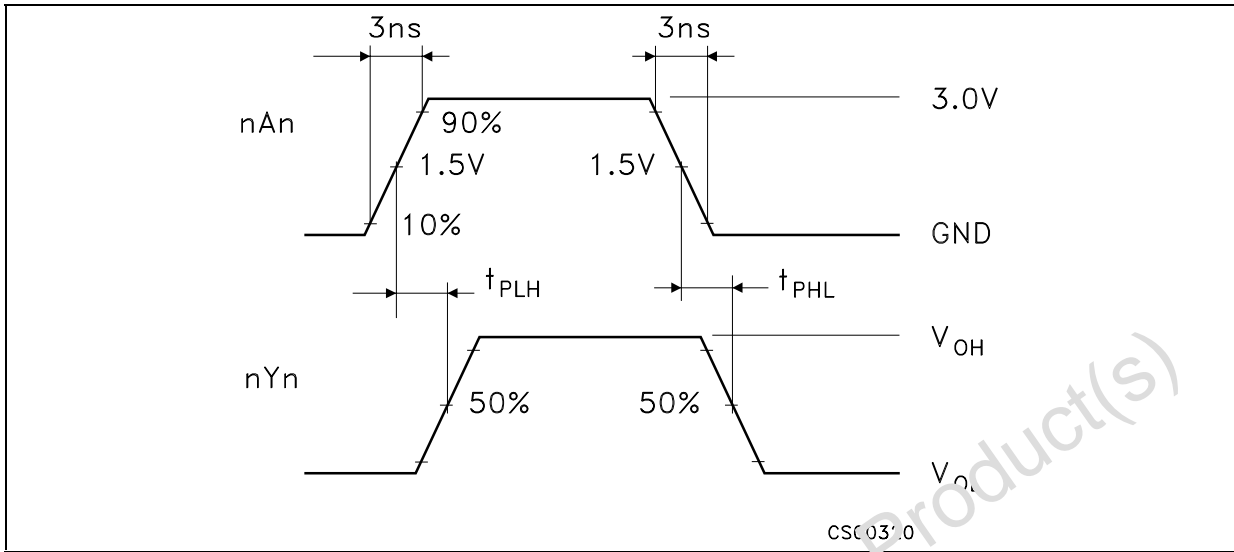 3ns 3ns
3.0V
nAn
90%
1.5V 1.5V
10%
GND
tPLH tPHL
VOH
nYn
50% 50%
Product(s)